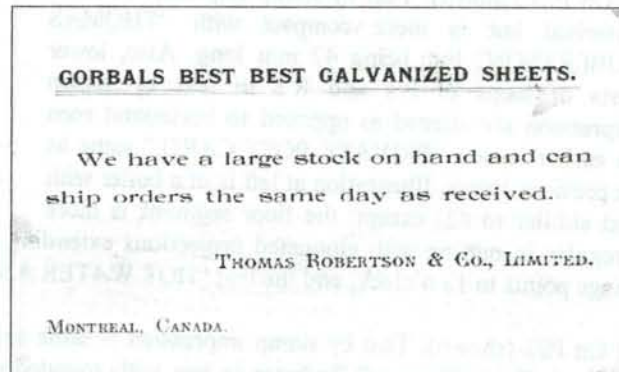 GORBALS BEST BEST GALVANIZED SHEETS.
We have a large stock on hand and can
ship orders the same day as received.
THOMAS ROBERTSON & CO., LIMITED.
MONTREAL, CANADA.